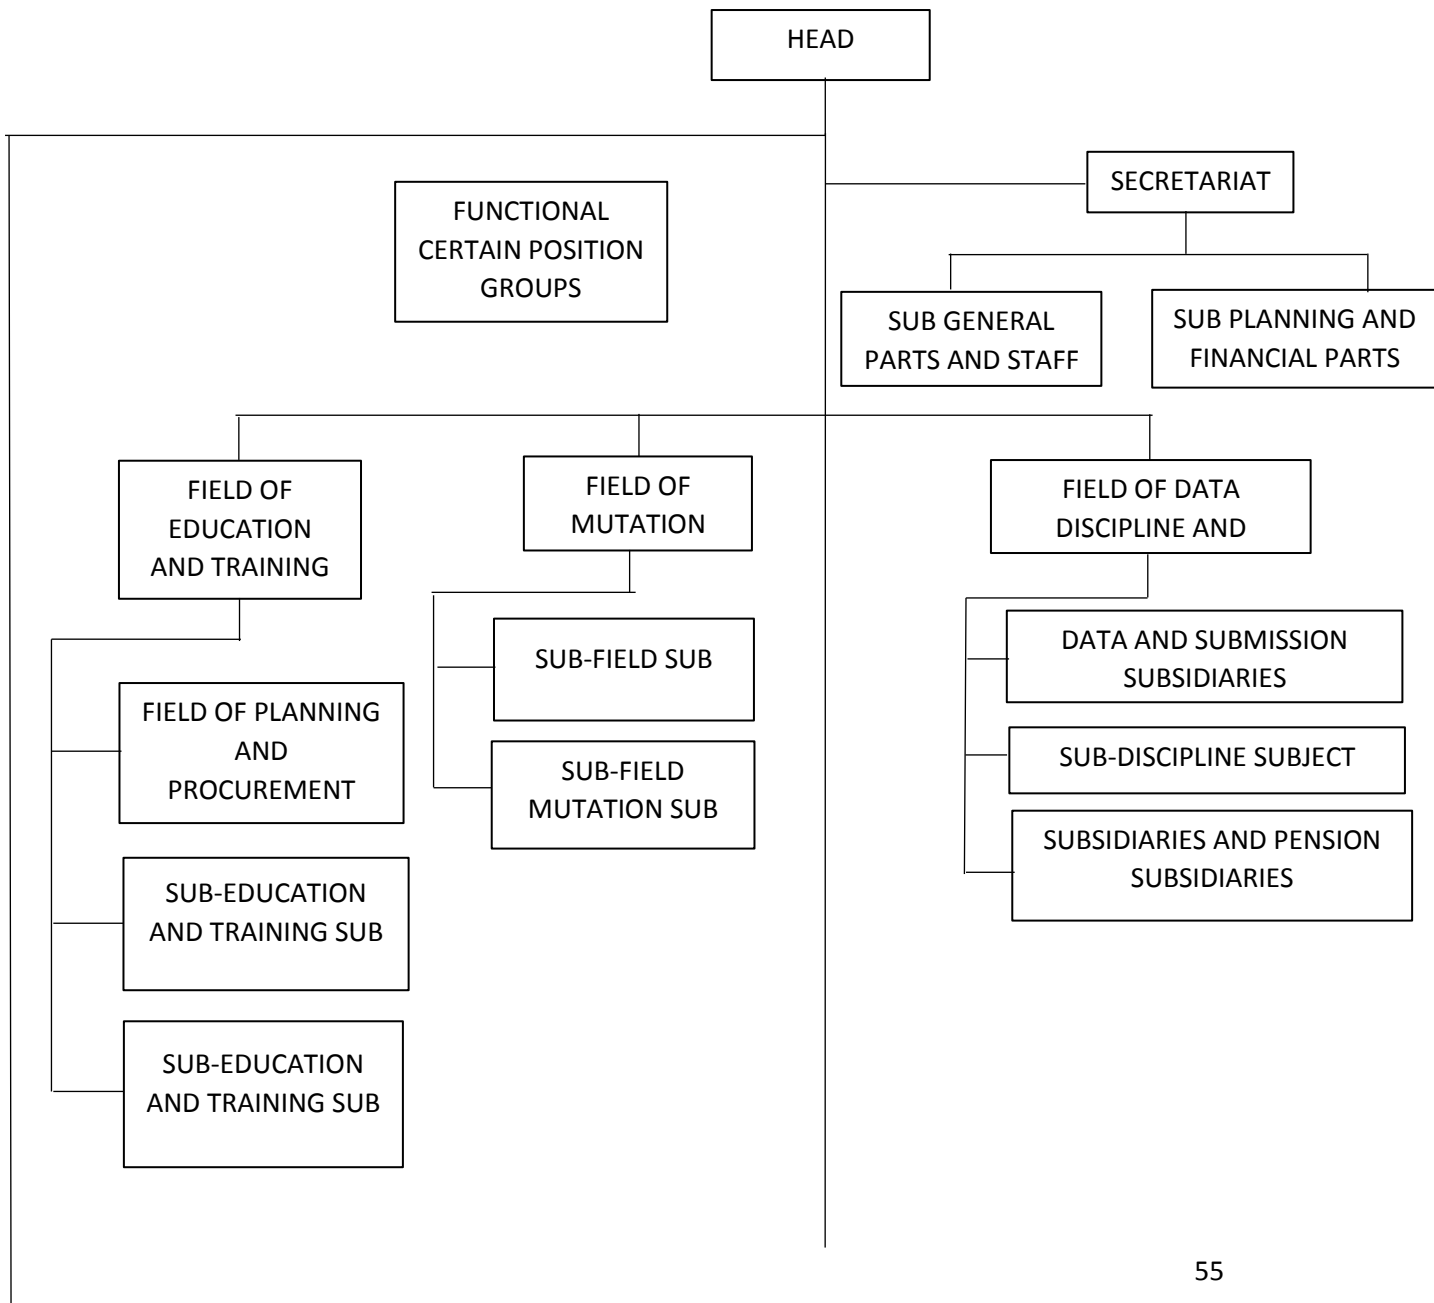 HEAD
SECRETARIAT
FUNCTIONAL
CERTAIN POSITION
GROUPS
SUB GENERAL
PARTS AND STAFF
SUB PLANNING AND
FINANCIAL PARTS
FIELD OF
EDUCATION
AND TRAINING
FIELD OF
MUTATION
FIELD OF DATA
DISCIPLINE AND
FIELD OF PLANNING
AND
PROCUREMENT
SUB-EDUCATION
AND TRAINING SUB
SUB-EDUCATION
AND TRAINING SUB
SUB-FIELD SUB
SUB-FIELD
MUTATION SUB
DATA AND SUBMISSION
SUBSIDIARIES
SUB-DISCIPLINE SUBJECT
SUBSIDIARIES AND PENSION
SUBSIDIARIES
55